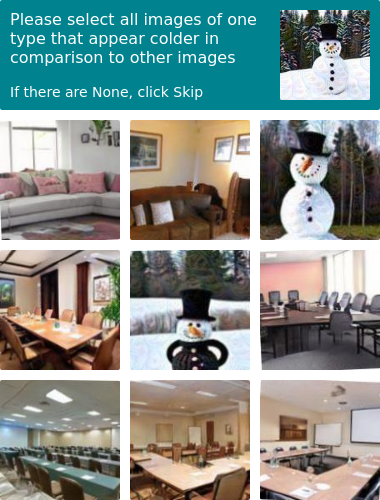 Please select all images of one
type that appear colder in
comparison to other images
If there are None, click Skip